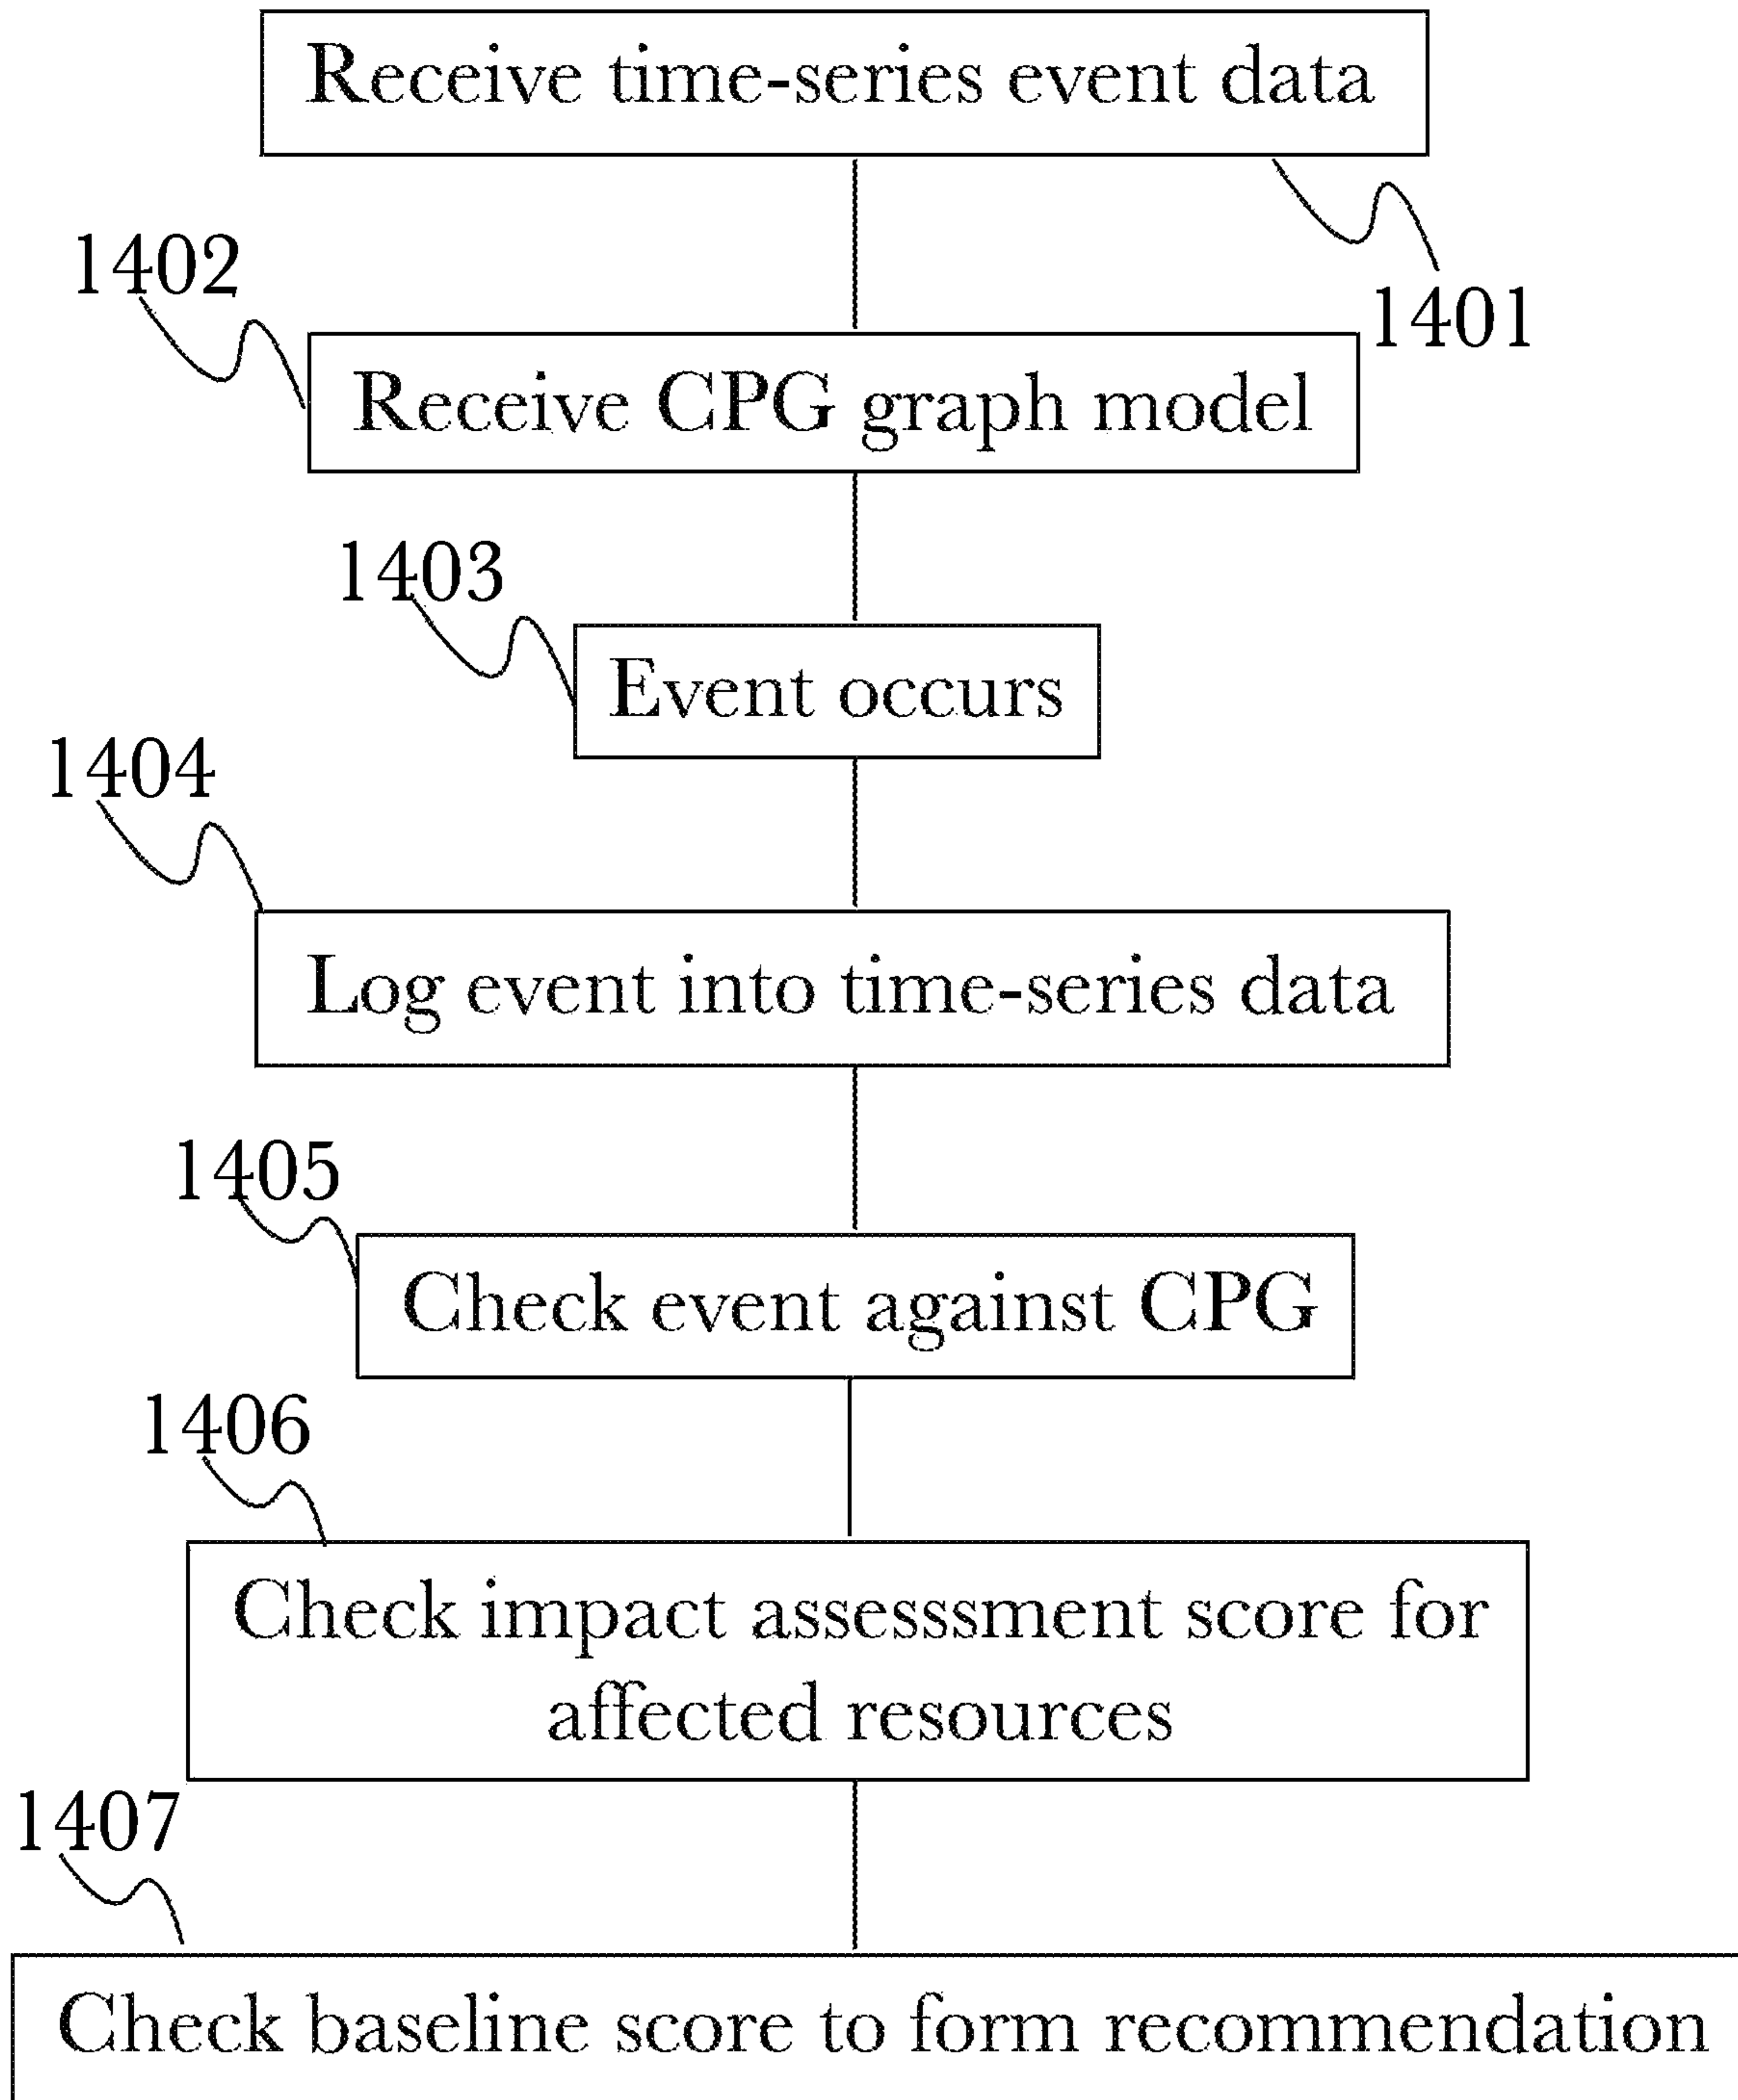 Receive time-series event data
1401
1402
Receive CPG graph model
1403
Event occurs
1404
Log event into time-series data
1405
Check event against CPG
1406
Check impact assesssment score for
affected resources
1407
Check baseline score to form recommendation